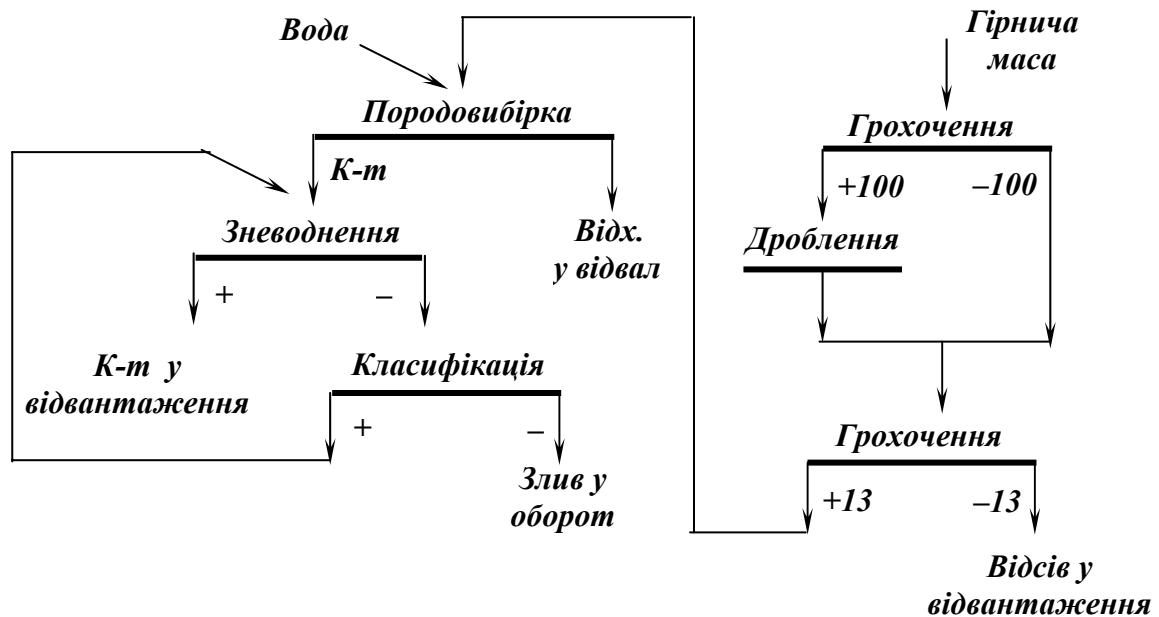 Вода
Гірнича
маса
Породовибірка
Грохочення
К-т
+100
–100
Зневоднення
Відх.
у відвал
Дроблення
+
–
К-т у
відвантаження
Класифікація
+
–
Грохочення
Злив у
оборот
+13
–13
Відсів у
відвантаження